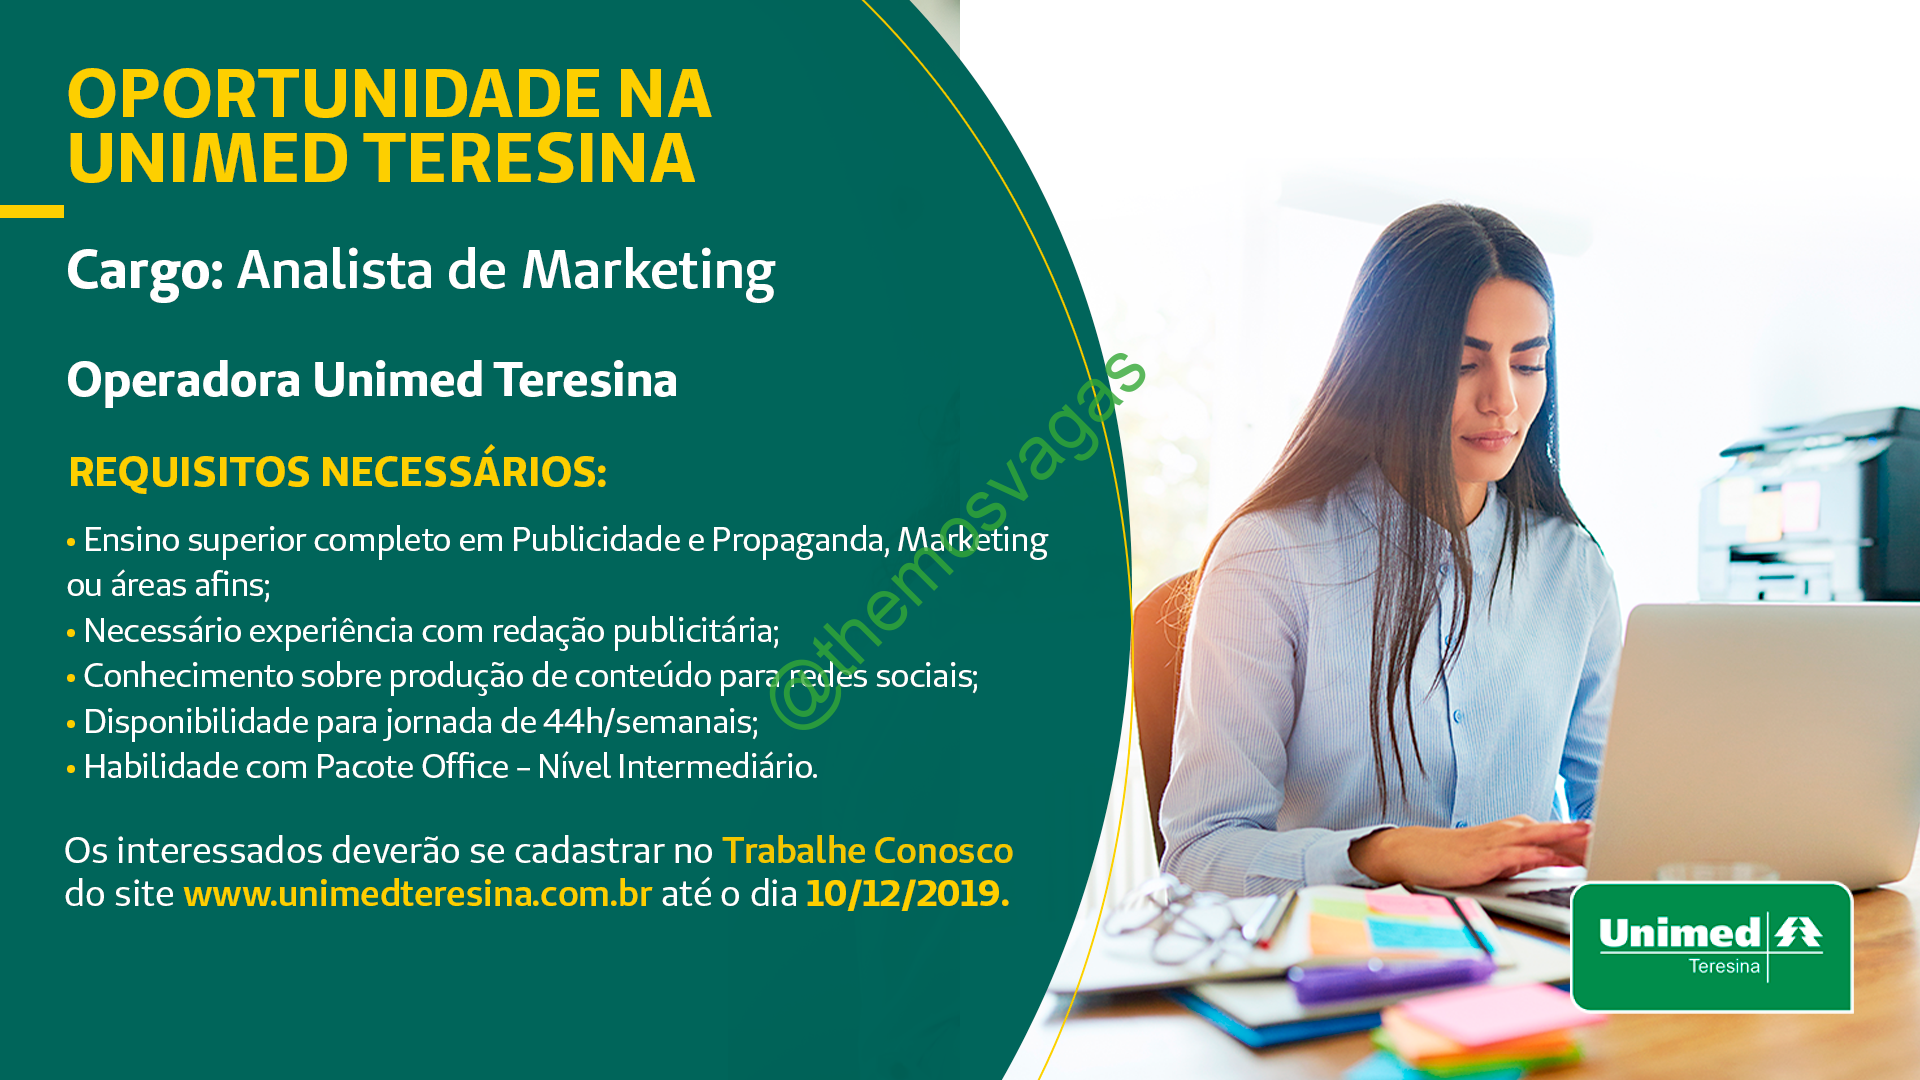 OPORTUNIDADE NA
UNIMED TERESINA
Cargo: Analista de Marketing
Operadora Unimed Teresina
REQUISITOS NECESSÁRIOS:
• Ensino superior completo em Publicidade e Propaganda, Marketing
ou áreas afins;
• Necessário experiência com redação publicitária;
• Conhecimento sobre produção de conteúdo para redes sociais;
• Disponibilidade para jornada de 44h/semanais;
• Habilidade com Pacote Office – Nível Intermediário.
Os interessados deverão se cadastrar no Trabalhe Conosco
do site www.unimedteresina.com.br até o dia 10/12/2019.
@themosvagas
Unimed
Teresina